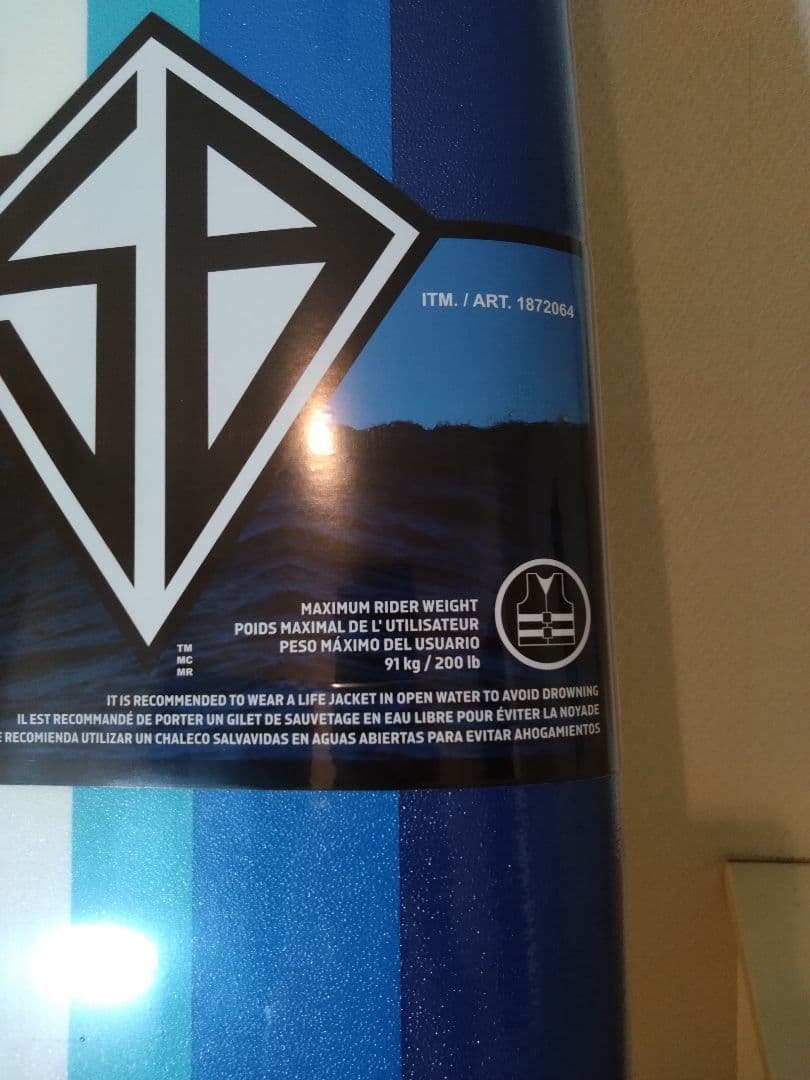 ITM. / ART. 1872064
MAXIMUM RIDER WEIGHT
POIDS MAXIMAL DE L' UTILISATEUR
PESO MÁXIMO DEL USUARIO
91 kg / 200 lb
TM
MC
MR
IT IS RECOMMENDED TO WEAR A LIFE JACKET IN OPEN WATER TO AVOID DROWNING
IL EST RECOMMANDÉ DE PORTER UN GILET DE SAUVETAGE EN EAU LIBRE POUR ÉVITER LA NOYADE
RECOMIENDA UTILIZAR UN CHALECO SALVAVIDAS EN AGUAS ABIERTAS PARA EVITAR AHOGAMIENTOS